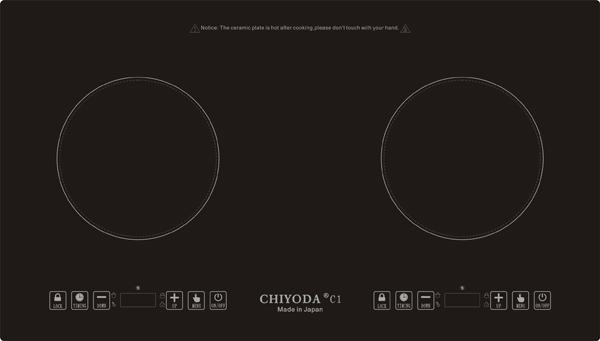 Notice: The ceramic plate is hot after cooking,please don't touch with your hand.
LOCK TIMING DOWN UP MENU ON/OFF
CHIYODA ® C1
Made in Japan
LOCK TIMING DOWN UP MENU ON/OFF